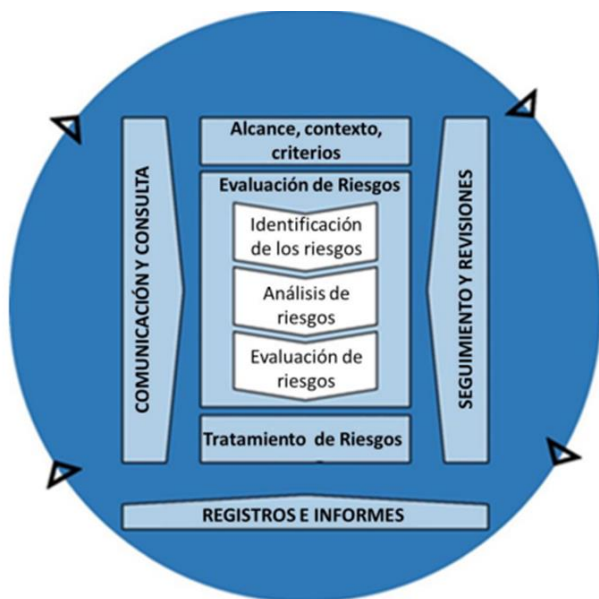 Alcance, contexto,
criterios
Evaluación de Riesgos
Identificación
de los riesgos
Análisis de
riesgos
Evaluación de
riesgos
Tratamiento de Riesgos
COMUNICACIÓN Y CONSULTA
SEGUIMIENTO Y REVISIONES
REGISTROS E INFORMES